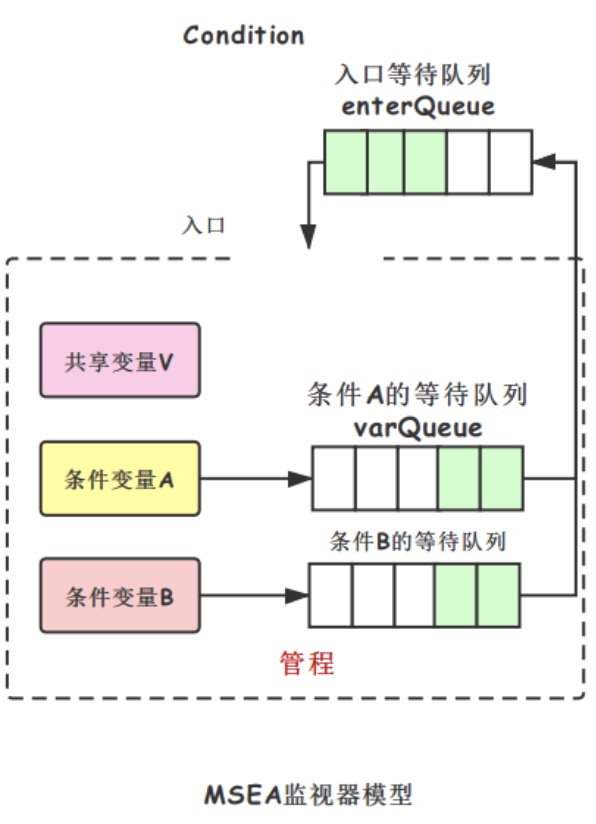 Condition
入口等待队列
enterQueue
入口
共享变量V
条件A的等待队列
varQueue
条件变量A
条件B的等待队列
条件变量B
管程
MSEA监视器模型